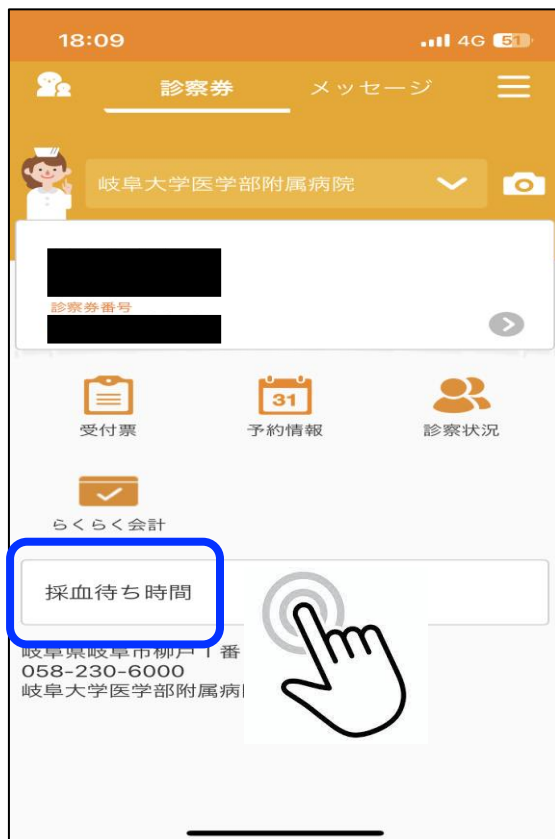 18:09 4G 51
診察券 メッセージ
岐阜大学医学部附属病院
診察券番号
31
受付票 予約情報 診察状況
らくらく会計
採血待ち時間
岐阜県岐阜市柳戸1番
058-230-6000
岐阜大学医学部附属病